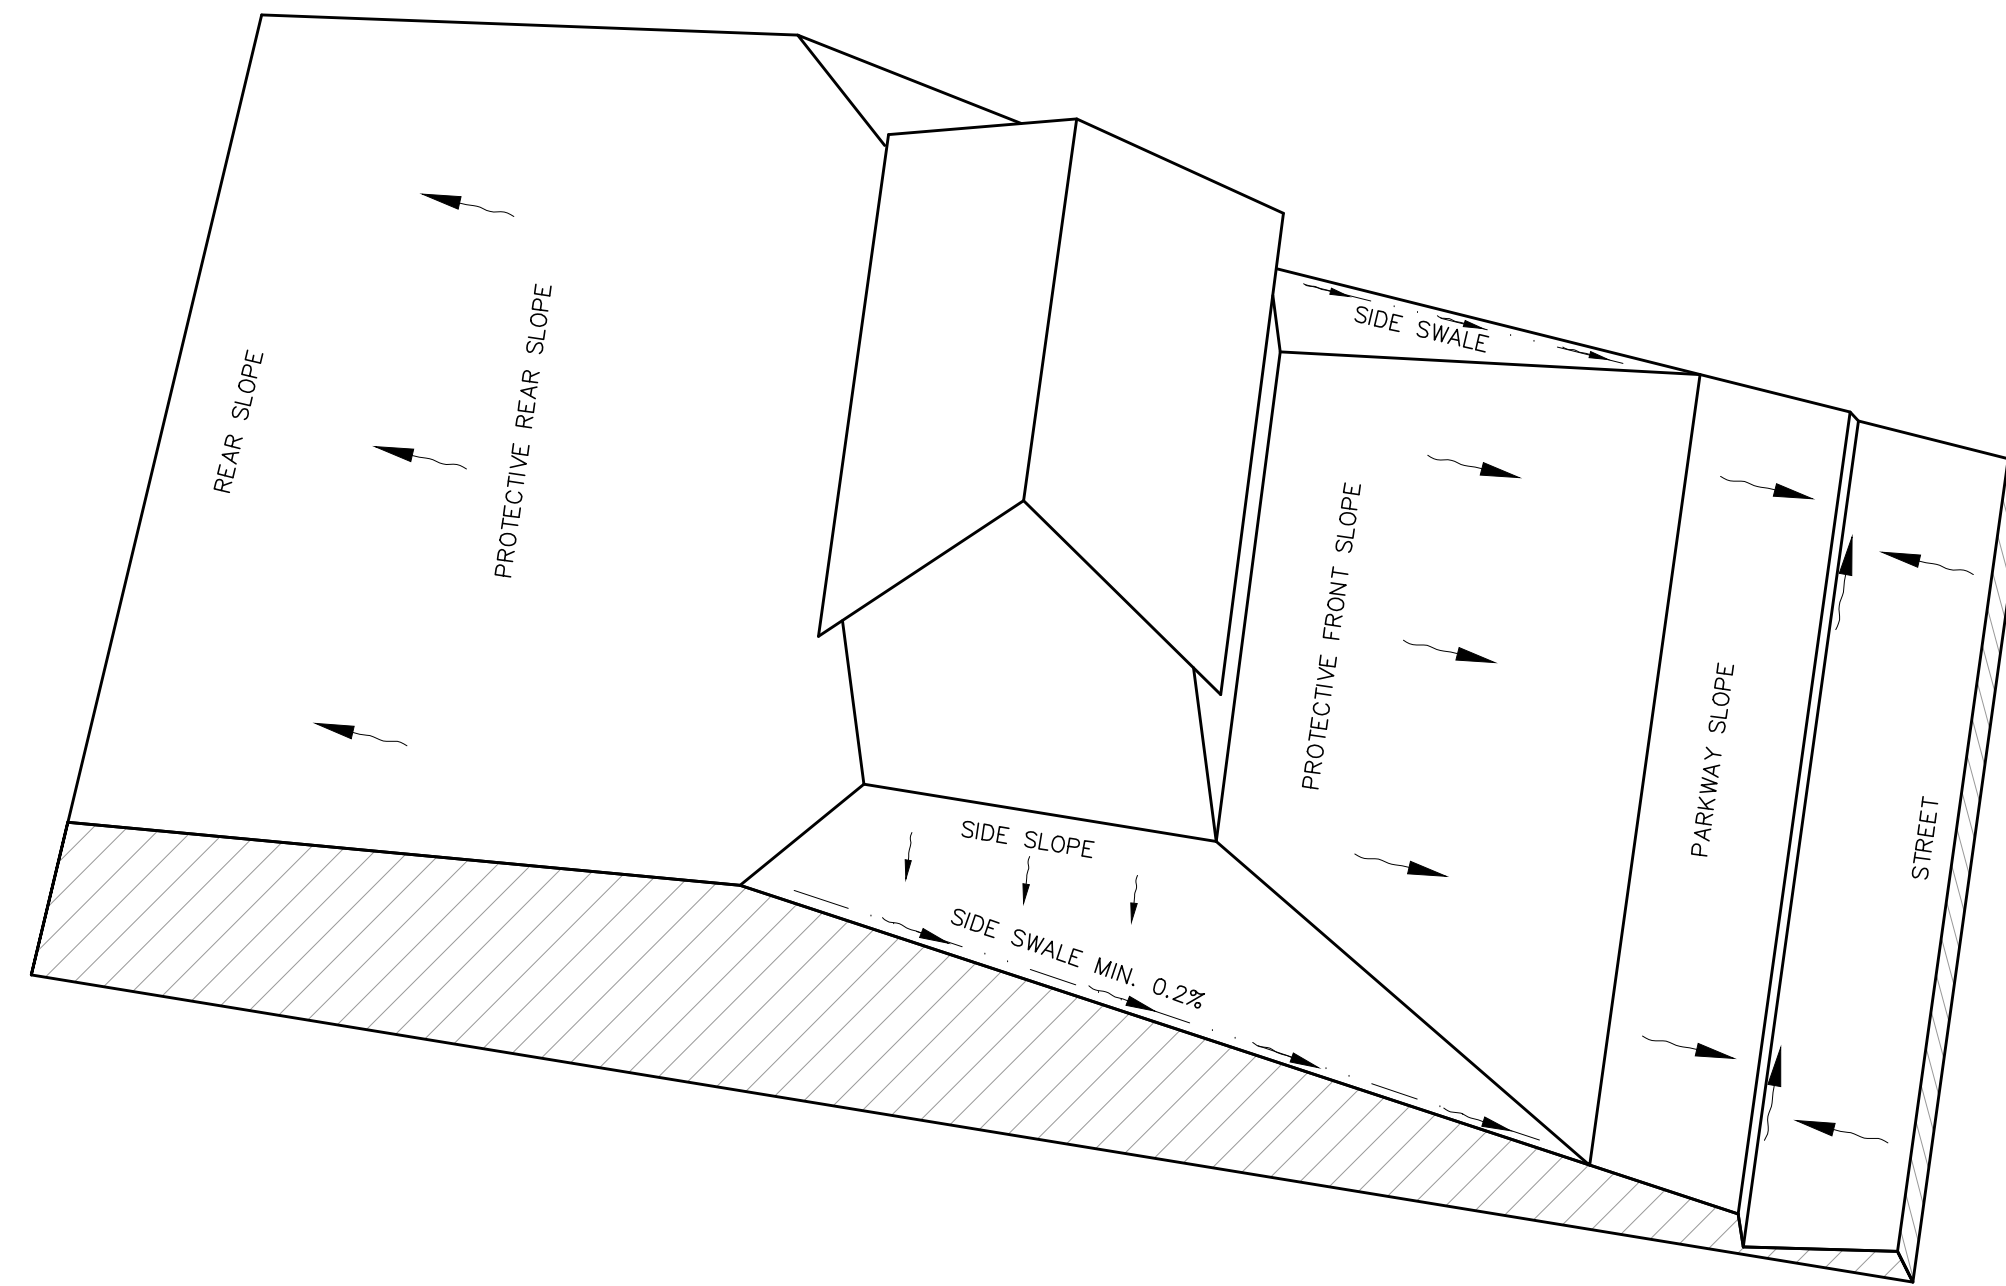 REAR SLOPE
PROTECTIVE REAR SLOPE
SIDE SWALE
PROTECTIVE FRONT SLOPE
PARKWAY SLOPE
STREET
SIDE SLOPE
SIDE SWALE MIN. 0.2%